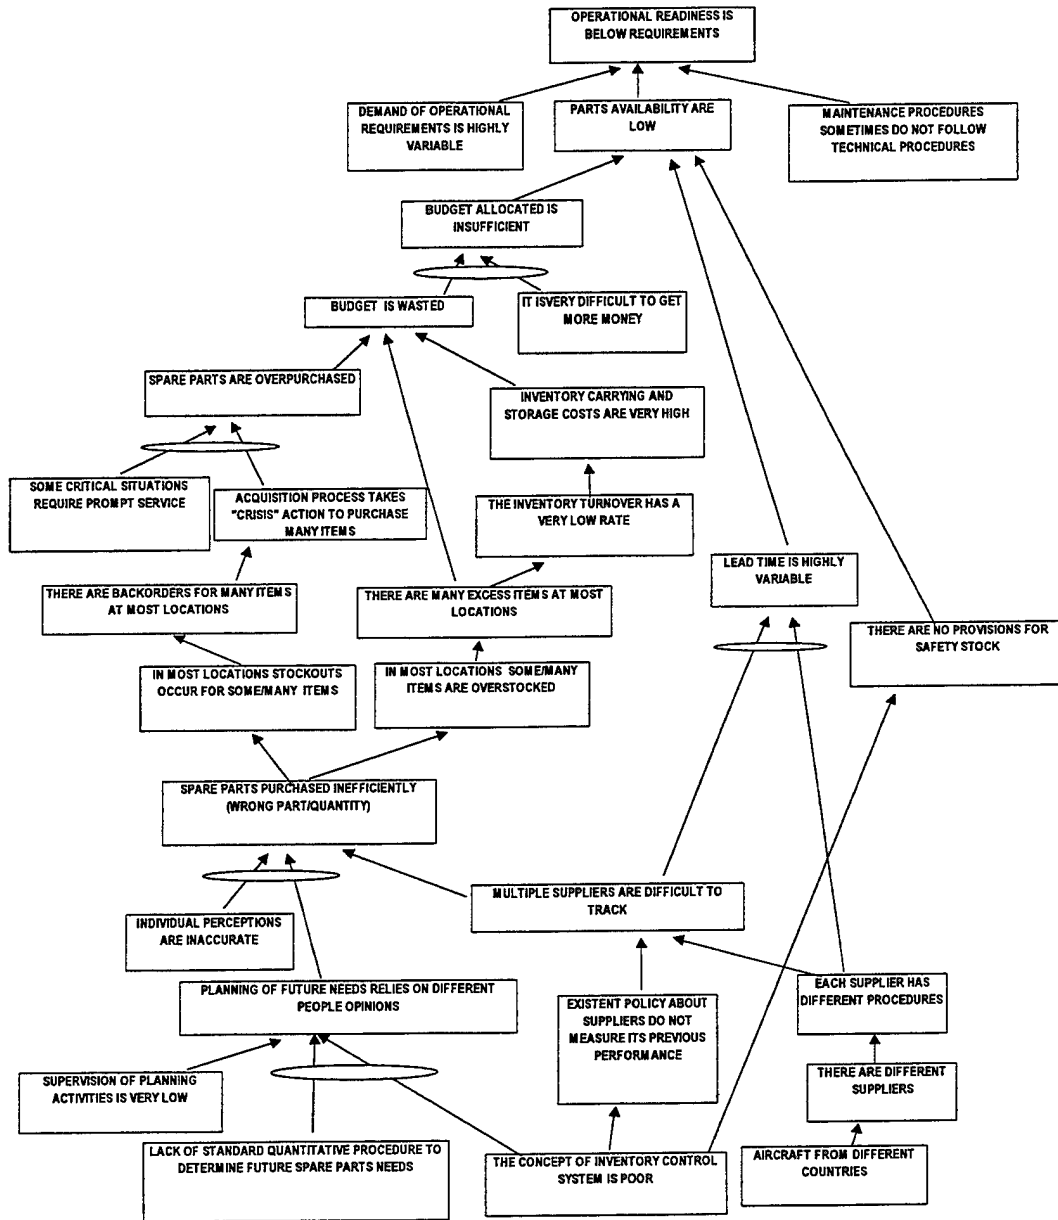 OPERATIONAL READINESS IS
BELOW REQUIREMENTS
DEMAND OF OPERATIONAL
REQUIREMENTS IS HIGHLY
VARIABLE
PARTS AVAILABILITY ARE
LOW
MAINTENANCE PROCEDURES
SOMETIMES DO NOT FOLLOW
TECHNICAL PROCEDURES
BUDGET ALLOCATED IS
INSUFFICIENT
BUDGET IS WASTED
IT ISVERY DIFFICULT TO GET
MORE MONEY
SPARE PARTS ARE OVERPURCHASED
INVENTORY CARRYING AND
STORAGE COSTS ARE VERY HIGH
SOME CRITICAL SITUATIONS
REQUIRE PROMPT SERVICE
ACQUISITION PROCESS TAKES
"CRISIS" ACTION TO PURCHASE
MANY ITEMS
THE INVENTORY TURNOVER HAS A
VERY LOW RATE
LEAD TIME IS HIGHLY
VARIABLE
THERE ARE BACKORDERS FOR MANY ITEMS
AT MOST LOCATIONS
THERE ARE MANY EXCESS ITEMS AT MOST
LOCATIONS
THERE ARE NO PROVISIONS FOR
SAFETY STOCK
IN MOST LOCATIONS STOCKOUTS
OCCUR FOR SOME/MANY ITEMS
IN MOST LOCATIONS SOME/MANY
ITEMS ARE OVERSTOCKED
SPARE PARTS PURCHASED INEFFICIENTLY
(WRONG PART/QUANTITY)
MULTIPLE SUPPLIERS ARE DIFFICULT TO
TRACK
INDIVIDUAL PERCEPTIONS
ARE INACCURATE
PLANNING OF FUTURE NEEDS RELIES ON DIFFERENT
PEOPLE OPINIONS
EXISTENT POLICY ABOUT
SUPPLIERS DO NOT
MEASURE ITS PREVIOUS
PERFORMANCE
EACH SUPPLIER HAS
DIFFERENT PROCEDURES
SUPERVISION OF PLANNING
ACTIVITIES IS VERY LOW
THERE ARE DIFFERENT
SUPPLIERS
LACK OF STANDARD QUANTITATIVE PROCEDURE TO
DETERMINE FUTURE SPARE PARTS NEEDS
THE CONCEPT OF INVENTORY CONTROL
SYSTEM IS POOR
AIRCRAFT FROM DIFFERENT
COUNTRIES